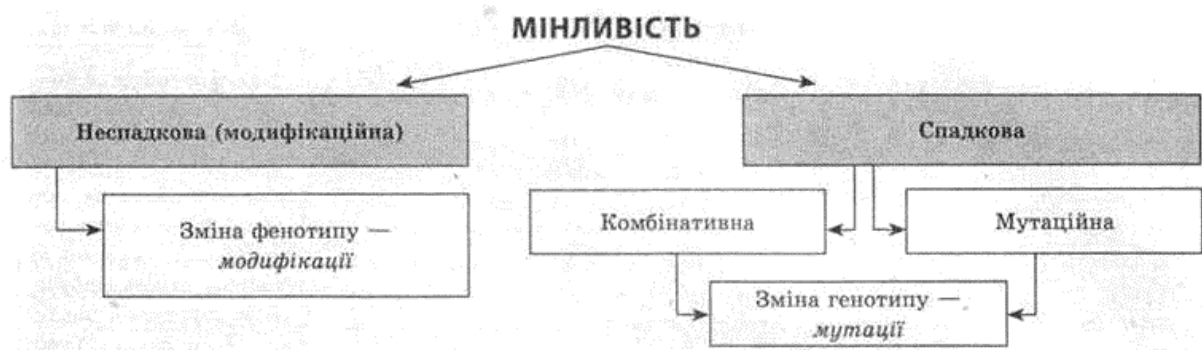 МІНЛИВІСТЬ
Неспадкова (модифікаційна)
Спадкова
Зміна фенотипу —
модифікації
Комбінативна
Мутаційна
Зміна генотипу —
мутації